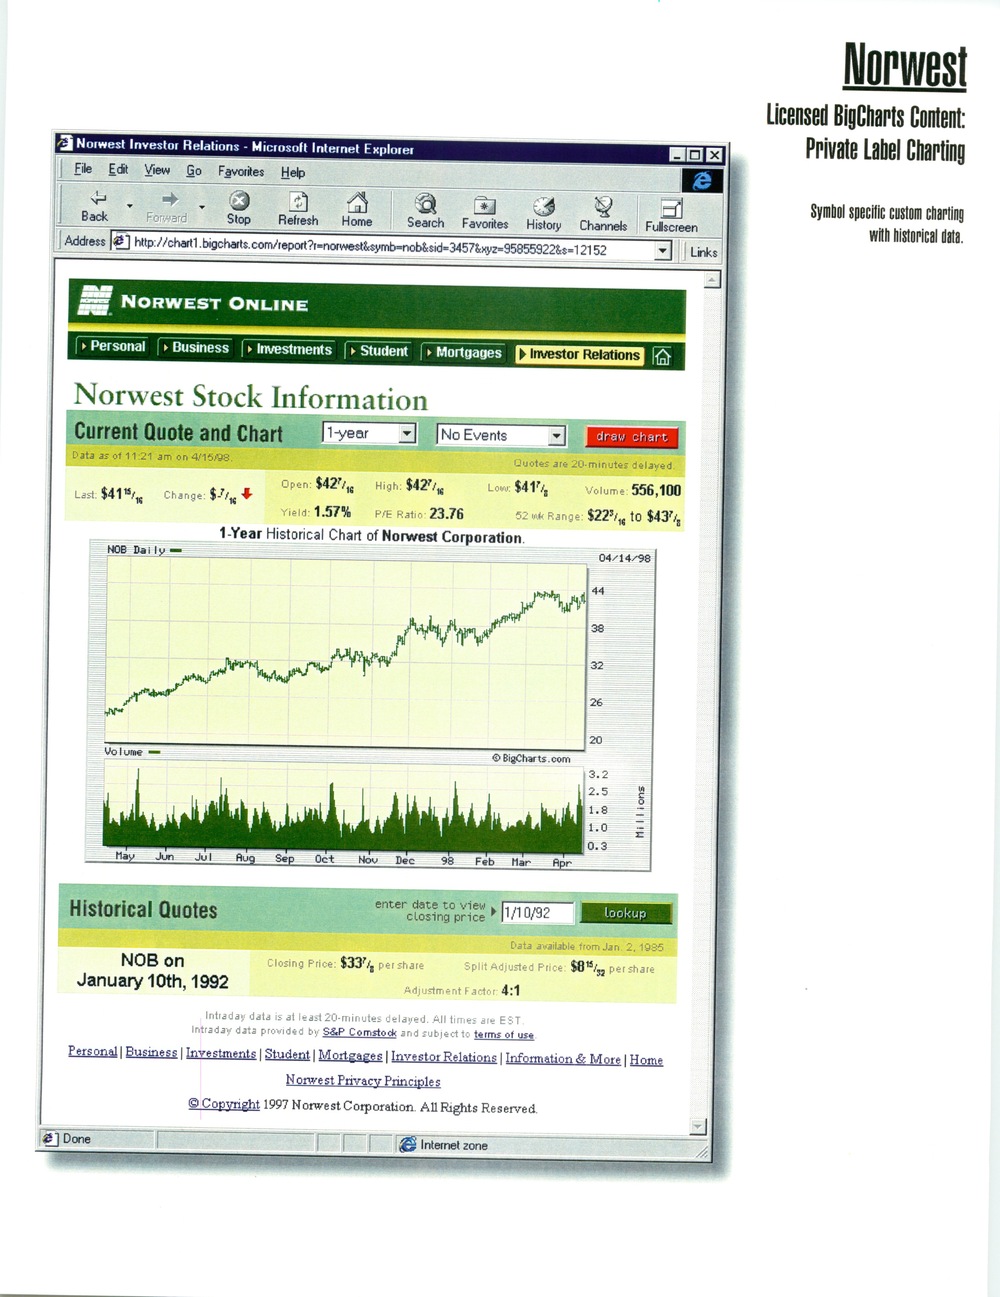 Norwest
Licensed BigCharts Content:
Private Label Charting
Symbol specific custom charting
with historical data.
Norwest Investor Relations - Microsoft Internet Explorer
File Edit View Go Favorites Help
Back Forward Stop Refresh Home Search Favorites History Channels Fullscreen
Address http://chart1.bigcharts.com/report?r=norwest&symb=nob&sid=3457&xyz=95855922&s=12152 Links
NORWEST ONLINE
Personal Business Investments Student Mortgages Investor Relations
Norwest Stock Information
Current Quote and Chart 1-year No Events draw chart
Data as of 11:21 am on 4/15/98. Quotes are 20-minutes delayed.
Open: $42 7/16 High: $42 7/16 Low: $41 7/8 Volume: 556,100
Last: $41 15/16 Change: $-7/16
Yield: 1.57% P/E Ratio: 23.76 52 wk Range: $22 3/16 to $43 7/8
1-Year Historical Chart of Norwest Corporation.
NOB Daily 04/14/98
44
38
32
26
20
Volume © BigCharts.com
3.2
2.5
1.8
1.0
0.3
Millions
May Jun Jul Aug Sep Oct Nov Dec 98 Feb Mar Apr
Historical Quotes enter date to view
closing price 1/10/92 lookup
Data available from Jan. 2, 1985
NOB on
January 10th, 1992
Closing Price: $33 7/8 per share Split Adjusted Price: $8 15/32 per share
Adjustment Factor: 4:1
Intraday data is at least 20-minutes delayed. All times are EST.
Intraday data provided by S&P Comstock and subject to terms of use.
Personal | Business | Investments | Student | Mortgages | Investor Relations | Information & More | Home
Norwest Privacy Principles
© Copyright 1997 Norwest Corporation. All Rights Reserved.
Done Internet zone